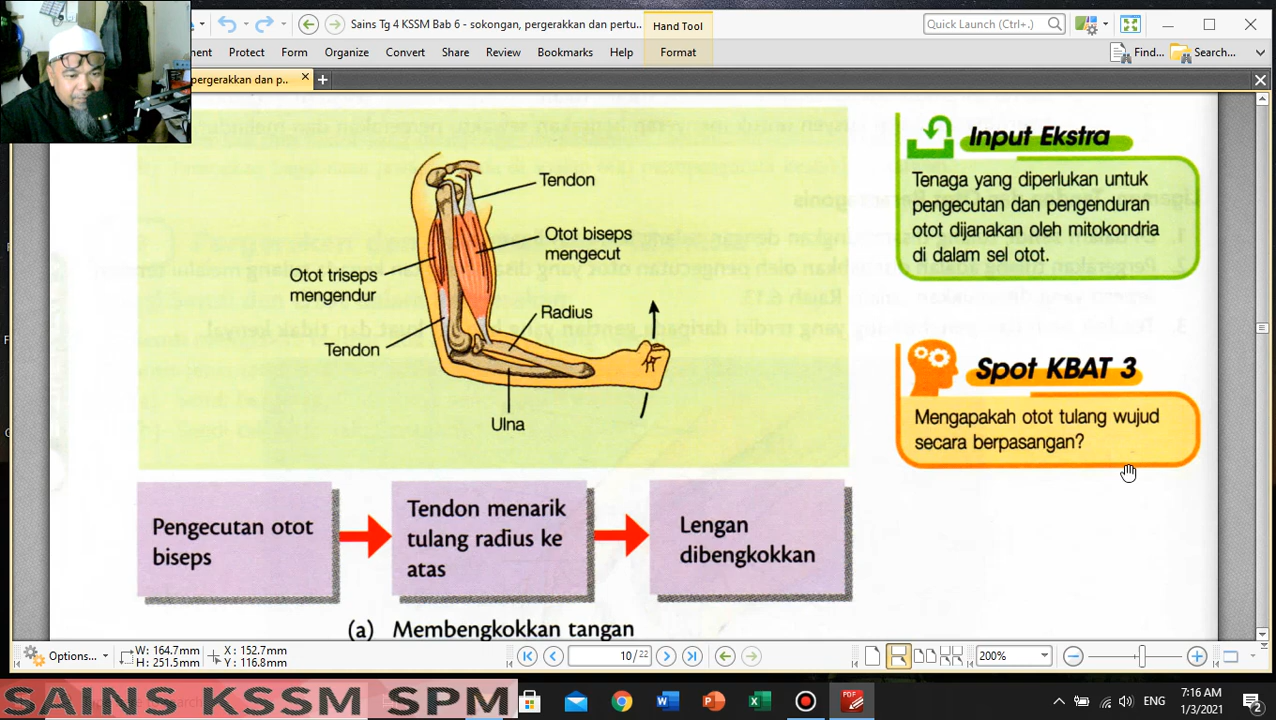 Sains Tg 4 KSSM Bab 6 - sokongan, pergerakkan dan pertu..
Hand Tool
Quick Launch (Ctrl+.)
Protect Form Organize Convert Share Review Bookmarks Help Format Find... Search...
pergerakkan dan p..
Tendon
Otot biseps
mengecut
Otot triseps
mengendur
Radius
Tendon
Ulna
Input Ekstra
Tenaga yang diperlukan untuk
pengecutan dan pengenduran
otot dijanakan oleh mitokondria
di dalam sel otot.
Spot KBAT 3
Mengapakah otot tulang wujud
secara berpasangan?
Pengecutan otot
biseps
Tendon menarik
tulang radius ke
atas
Lengan
dibengkokkan
(a) Membengkokkan tangan
Options...
W: 164.7mm
H: 251.5mm
X: 152.7mm
Y: 116.8mm
10 / 22
200%
SAINS KSSM SPM
ENG
7:16 AM
1/3/2021
2